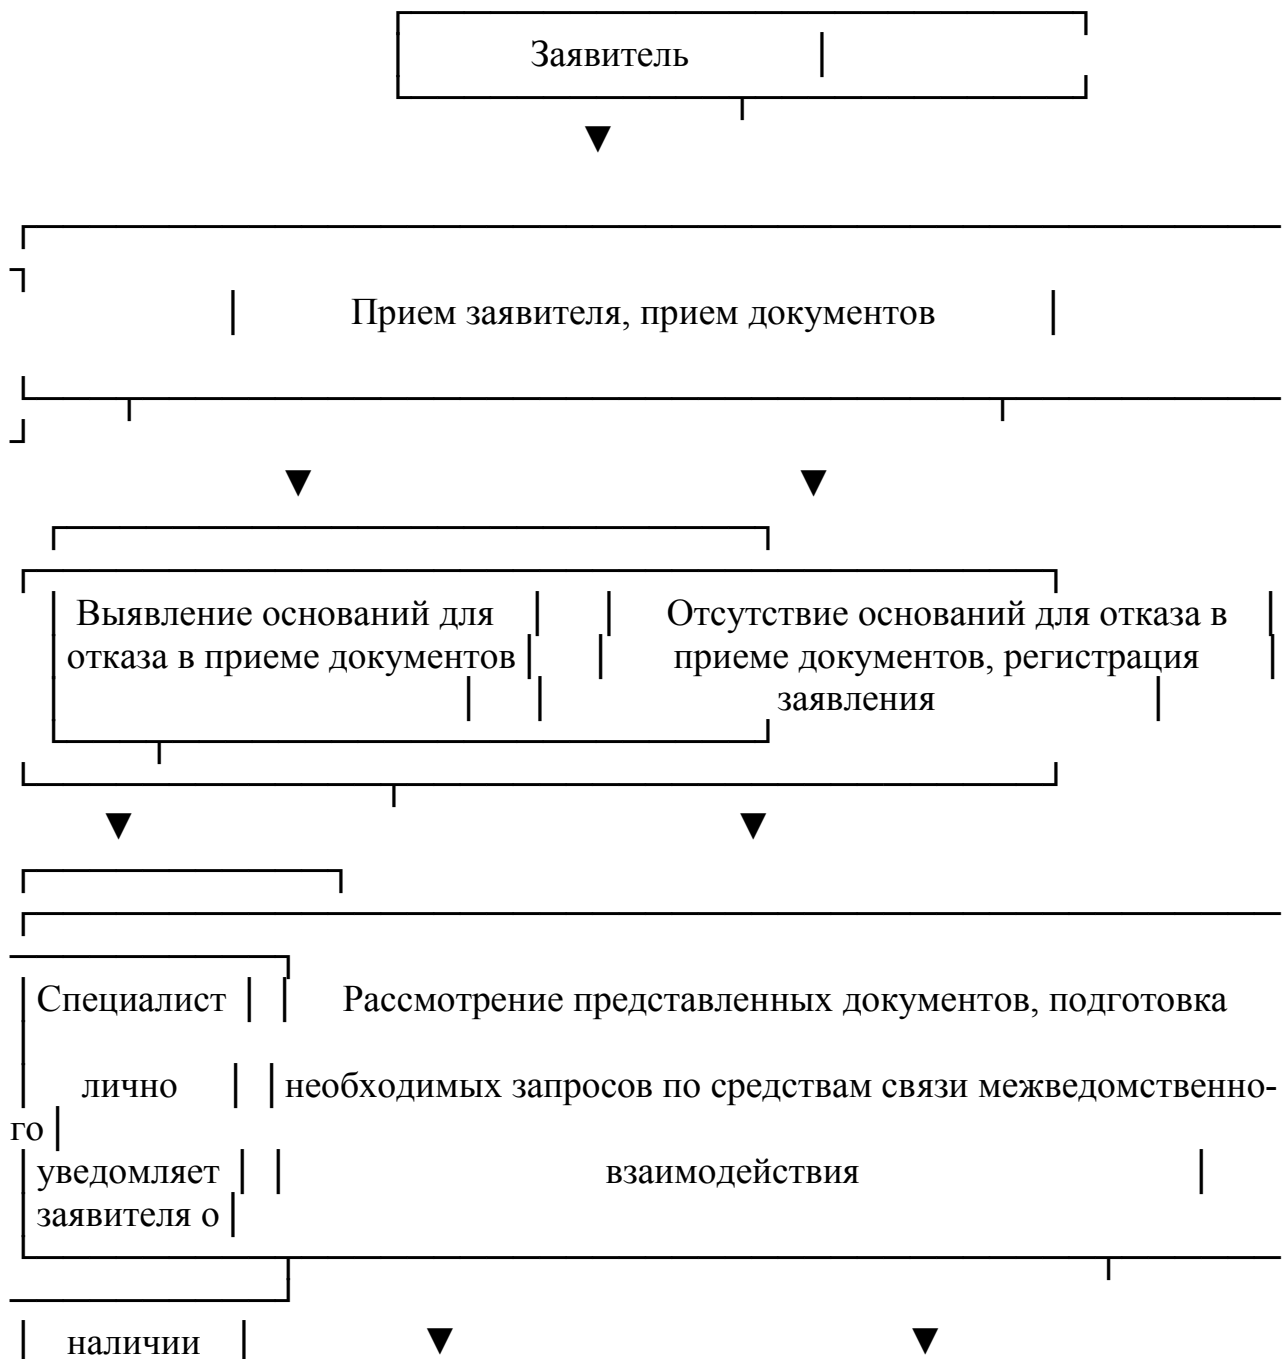 Заявитель
Прием заявителя, прием документов
Выявление оснований для Отсутствие оснований для отказа в
отказа в приеме документов приеме документов, регистрация
заявления
Специалист Рассмотрение представленных документов, подготовка
лично необходимых запросов по средствам связи межведомственно-
го
уведомляет взаимодействия
заявителя о
наличии